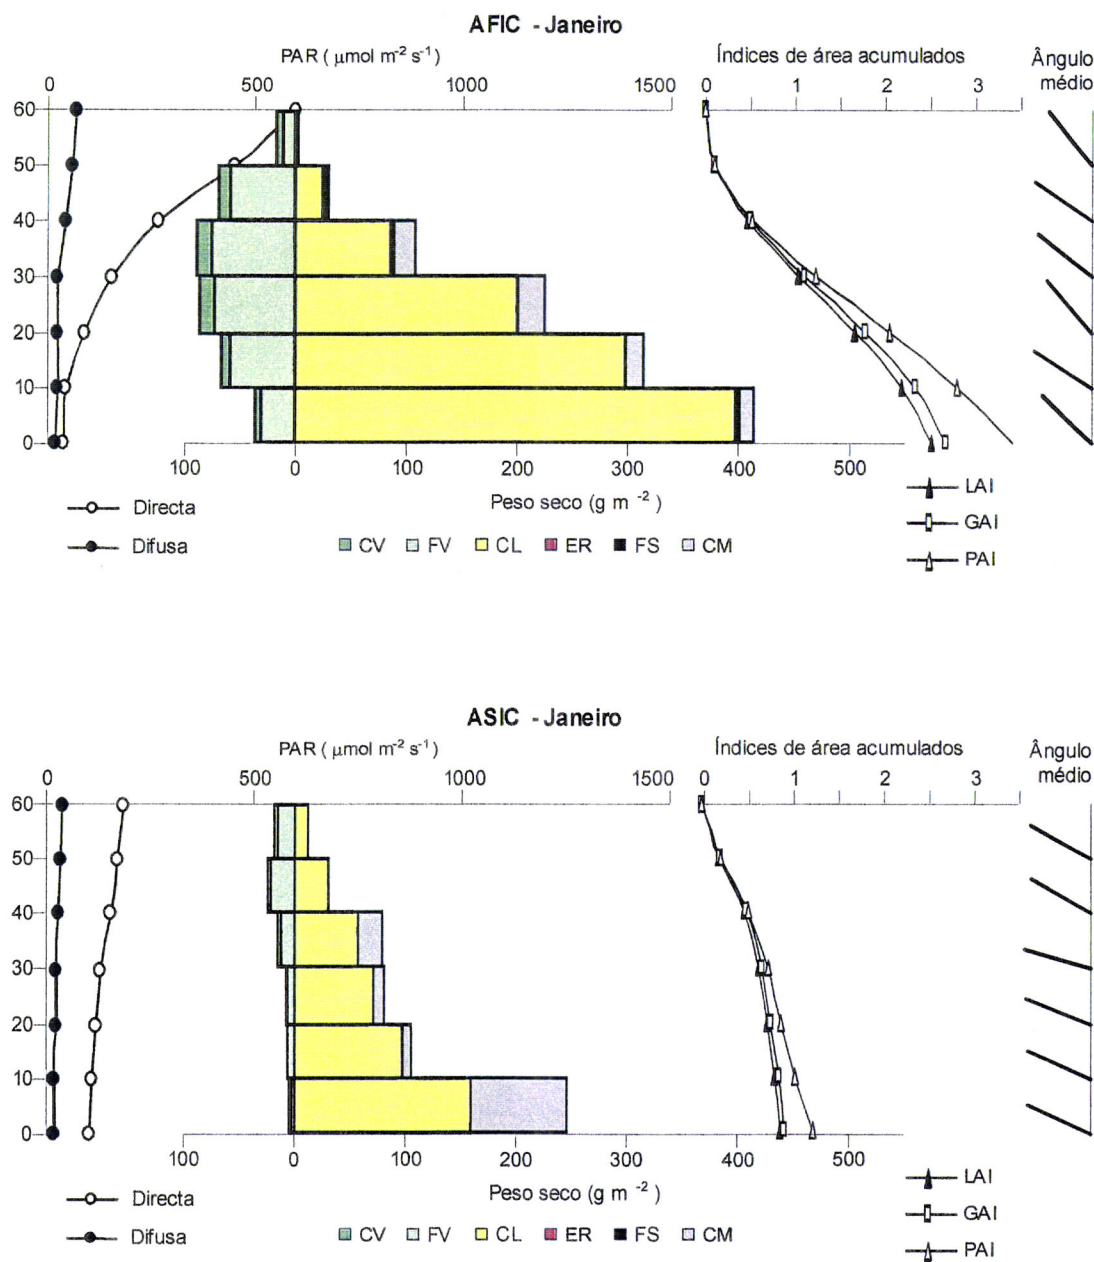 AFIC - Janeiro
PAR ( μmol m-2 s-1) Índices de área acumulados Ângulo médio
0 500 1000 1500 0 1 2 3
60
50
40
30
20
10
0
100 0 100 200 300 400 500
Peso seco (g m -2 )
Directa
Difusa
CV FV CL ER FS CM
LAI
GAI
PAI
ASIC - Janeiro
PAR ( μmol m-2 s-1) Índices de área acumulados Ângulo médio
0 500 1000 1500 0 1 2 3
60
50
40
30
20
10
0
100 0 100 200 300 400 500
Peso seco (g m -2 )
Directa
Difusa
CV FV CL ER FS CM
LAI
GAI
PAI